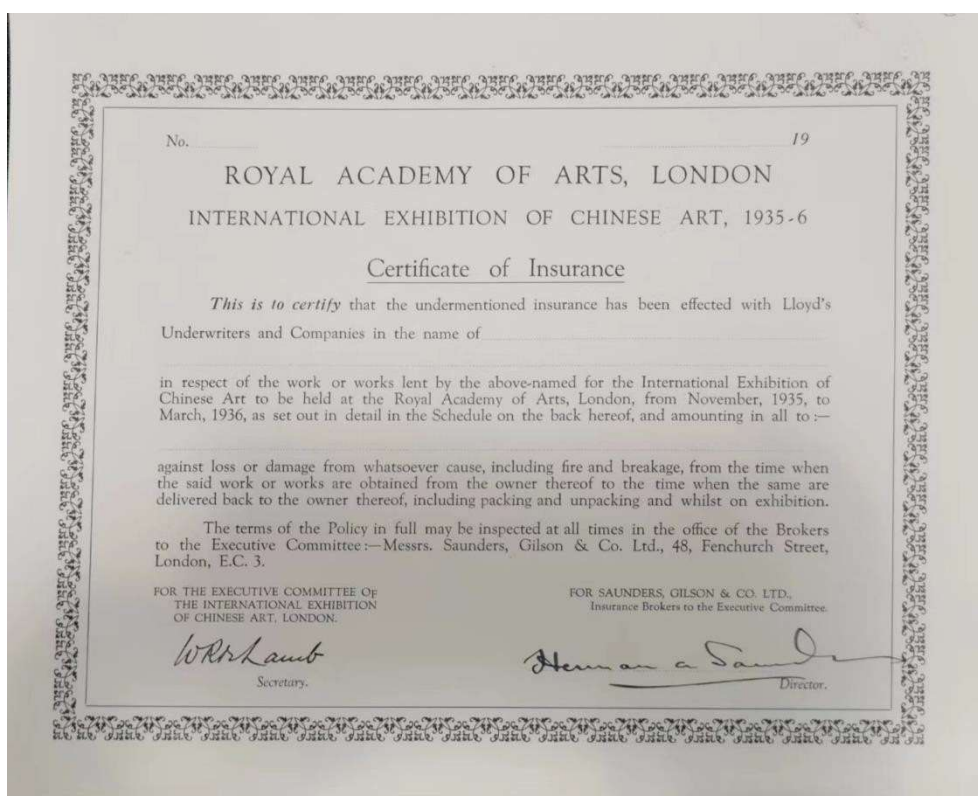 No. 19
ROYAL ACADEMY OF ARTS, LONDON
INTERNATIONAL EXHIBITION OF CHINESE ART, 1935-6
Certificate of Insurance
This is to certify that the undermentioned insurance has been effected with Lloyd's
Underwriters and Companies in the name of
in respect of the work or works lent by the above-named for the International Exhibition of
Chinese Art to be held at the Royal Academy of Arts, London, from November, 1935, to
March, 1936, as set out in detail in the Schedule on the back hereof, and amounting in all to :—
against loss or damage from whatsoever cause, including fire and breakage, from the time when
the said work or works are obtained from the owner thereof to the time when the same are
delivered back to the owner thereof, including packing and unpacking and whilst on exhibition.
The terms of the Policy in full may be inspected at all times in the office of the Brokers
to the Executive Committee :—Messrs. Saunders, Gilson & Co. Ltd., 48, Fenchurch Street,
London, E.C. 3.
FOR THE EXECUTIVE COMMITTEE OF
THE INTERNATIONAL EXHIBITION
OF CHINESE ART, LONDON.
WRM Lamb
Secretary.
FOR SAUNDERS, GILSON & CO. LTD.,
Insurance Brokers to the Executive Committee.
Herman a Saunders
Director.